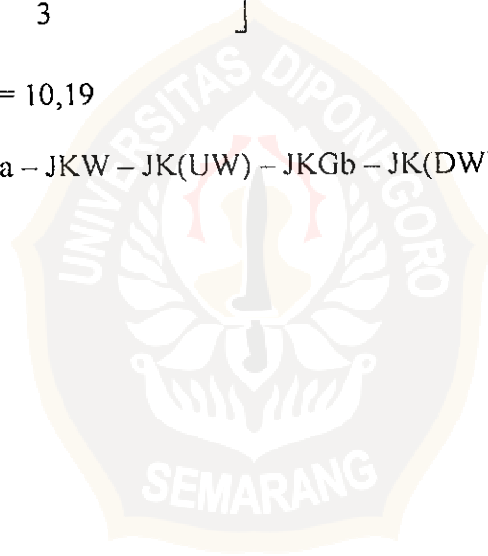 3 ⌋
= 10,19
a – JKW – JK(UW) – JKGb – JK(DW)
UNIVERSITAS DIPONEGORO
SEMARANG